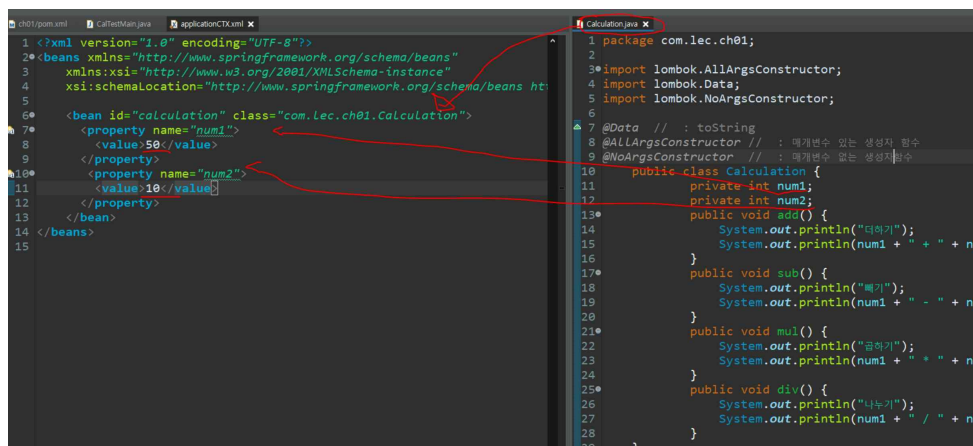 ch01/pom.xml CalTestMain.java applicationCTX.xml
1 <?xml version="1.0" encoding="UTF-8"?>
2 <beans xmlns="http://www.springframework.org/schema/beans"
3 xmlns:xsi="http://www.w3.org/2001/XMLSchema-instance"
4 xsi:schemaLocation="http://www.springframework.org/schema/beans htt
5
6 <bean id="calculation" class="com.lec.ch01.Calculation">
7 <property name="num1">
8 <value>50</value>
9 </property>
10 <property name="num2">
11 <value>10</value>
12 </property>
13 </bean>
14 </beans>
15
Calculation.java
1 package com.lec.ch01;
2
3 import lombok.AllArgsConstructor;
4 import lombok.Data;
5 import lombok.NoArgsConstructor;
6
7 @Data // : toString
8 @AllArgsConstructor // : 매개변수 있는 생성자 함수
9 @NoArgsConstructor // : 매개변수 없는 생성자함수
10 public class Calculation {
11 private int num1;
12 private int num2;
13 public void add() {
14 System.out.println("더하기");
15 System.out.println(num1 + " + " + n
16 }
17 public void sub() {
18 System.out.println("빼기");
19 System.out.println(num1 + " - " + n
20 }
21 public void mul() {
22 System.out.println("곱하기");
23 System.out.println(num1 + " * " + n
24 }
25 public void div() {
26 System.out.println("나누기");
27 System.out.println(num1 + " / " + n
28 }